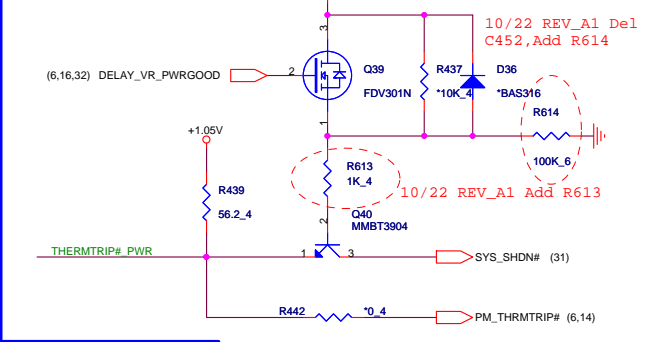 3
10/22 REV_A1 Del
C452,Add R614
Q39
R437
D36
(6,16,32) DELAY_VR_PWRGOOD
2
FDV301N
*10K_4
*BAS316
R614
1
+1.05V
100K_6
R613
1K_4
10/22 REV_A1 Add R613
R439
56.2_4
2
Q40
MMBT3904
THERMTRIP#_PWR
1
3
SYS_SHDN# (31)
R442
*0_4
PM_THRMTRIP# (6,14)